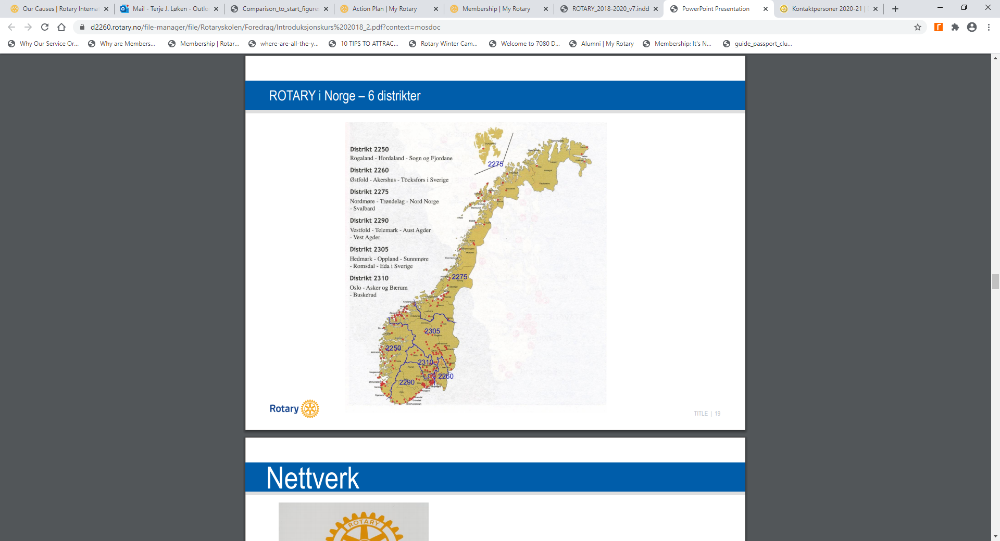 Our Causes | Rotary Interna
Mail - Terje J. Løken - Outlo
Comparison_to_start_figure
Action Plan | My Rotary
Membership | My Rotary
ROTARY_2018-2020_v7.indd
PowerPoint Presentation
Kontaktpersoner 2020-21 |
d2260.rotary.no/file-manager/file/Rotaryskolen/Foredrag/Introduksjonskurs%202018_2.pdf?context=mosdoc
Why Our Service Or...
Why are Members...
Membership | Rotar...
where-are-all-the-y...
10 TIPS TO ATTRAC...
Rotary Winter Cam...
Welcome to 7080 D...
Alumni | My Rotary
Membership: It's N...
guide_passport_clu...
ROTARY i Norge – 6 distrikter
Distrikt 2250
Rogaland - Hordaland - Sogn og Fjordane
Distrikt 2260
Østfold - Akershus - Töcksfors i Sverige
Distrikt 2275
Nordmøre - Trøndelag - Nord Norge
- Svalbard
Distrikt 2290
Vestfold - Telemark - Aust Agder
- Vest Agder
Distrikt 2305
Hedmark - Oppland - Sunnmøre
- Romsdal - Eda i Sverige
Distrikt 2310
Oslo - Asker og Bærum
- Buskerud
2275
2275
2305
2250
2310
2260
2290
BODØ
BERGEN
Haugesund
STAVANGER
Egersund
KRISTIANSAND
Rotary
TITLE | 19
Nettverk
ROTARY